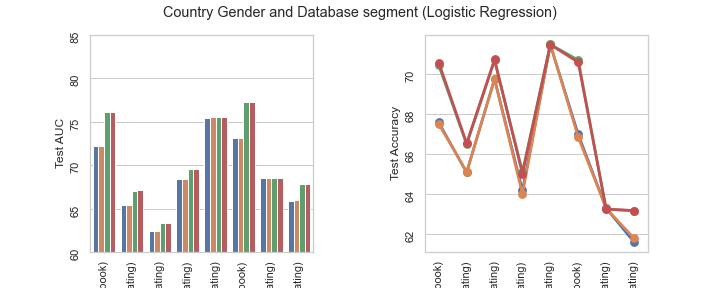 Country Gender and Database segment (Logistic Regression)
Test AUC
85
80
75
70
65
60
ook)
ating)
ating)
ating)
ating)
ook)
ating)
ating)
Test Accuracy
70
68
66
64
62
ook)
ating)
ating)
ating)
ating)
ook)
ating)
ating)